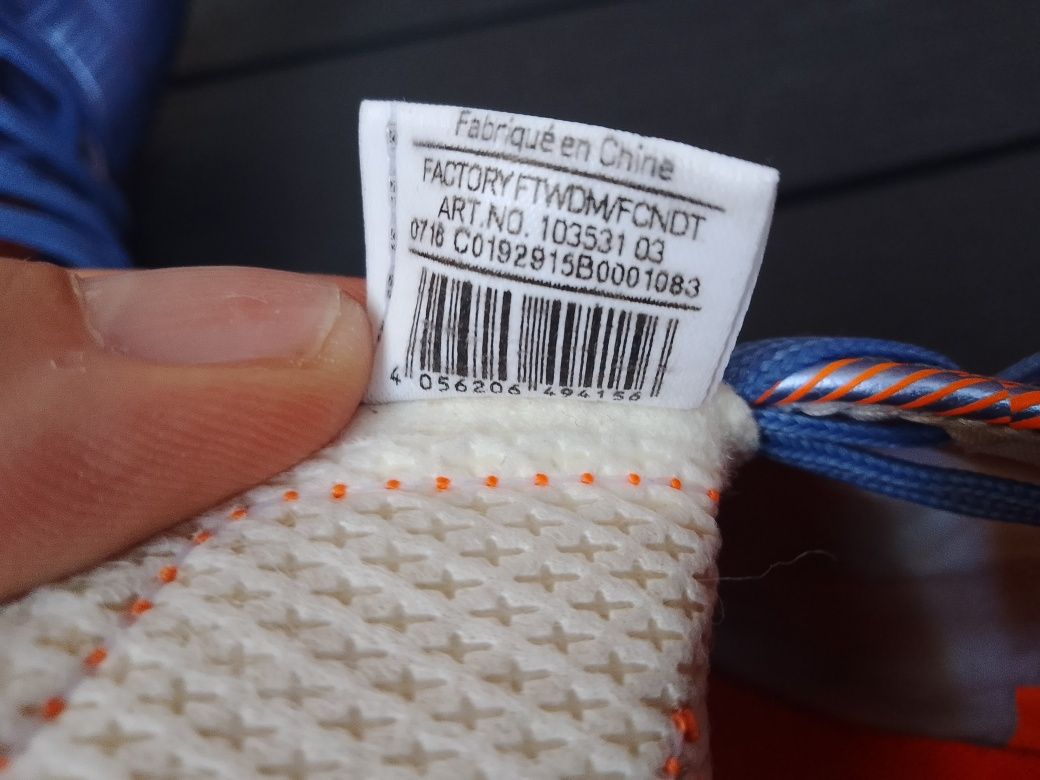 Fabriqué en Chine
FACTORY FTWDM/FCNDT
ART.NO. 103531 03
0718 C0192915B0001083
4 056206 494156